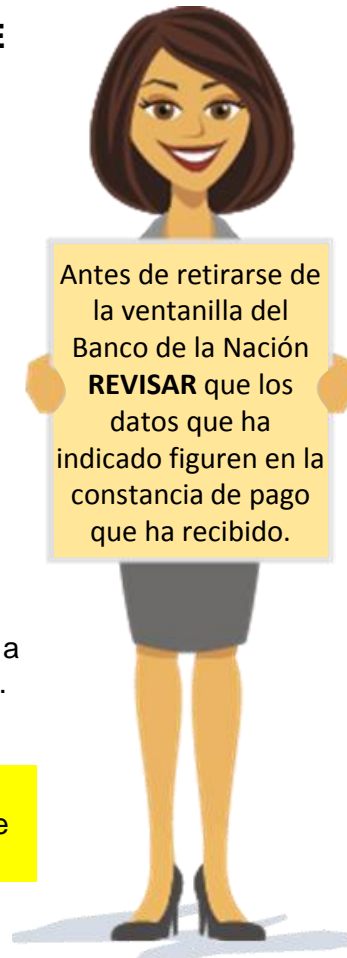 E
Antes de retirarse de
la ventanilla del
Banco de la Nación
REVISAR que los
datos que ha
indicado figuren en la
constancia de pago
que ha recibido.
a
.
e